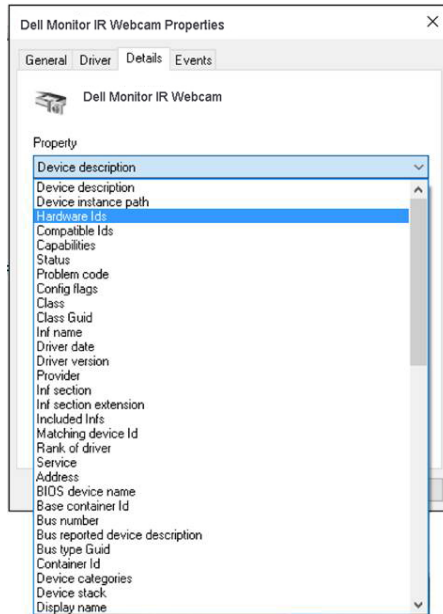 Dell Monitor IR Webcam Properties
General Driver Details Events
Dell Monitor IR Webcam
Property
Device description
Device description
Device instance path
Hardware Ids
Compatible Ids
Capabilities
Status
Problem code
Config flags
Class
Class Guid
Inf name
Driver date
Driver version
Provider
Inf section
Inf section extension
Included Infs
Matching device Id
Rank of driver
Service
Address
BIOS device name
Base container Id
Bus number
Bus reported device description
Bus type Guid
Container Id
Device categories
Device stack
Display name